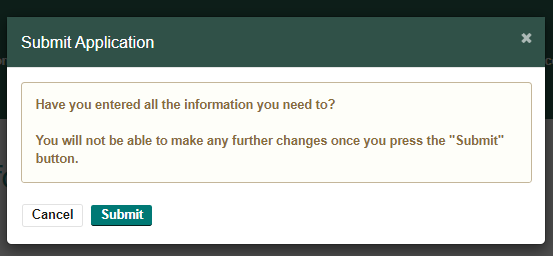 Submit Application
×
Have you entered all the information you need to?
You will not be able to make any further changes once you press the "Submit"
button.
Cancel
Submit